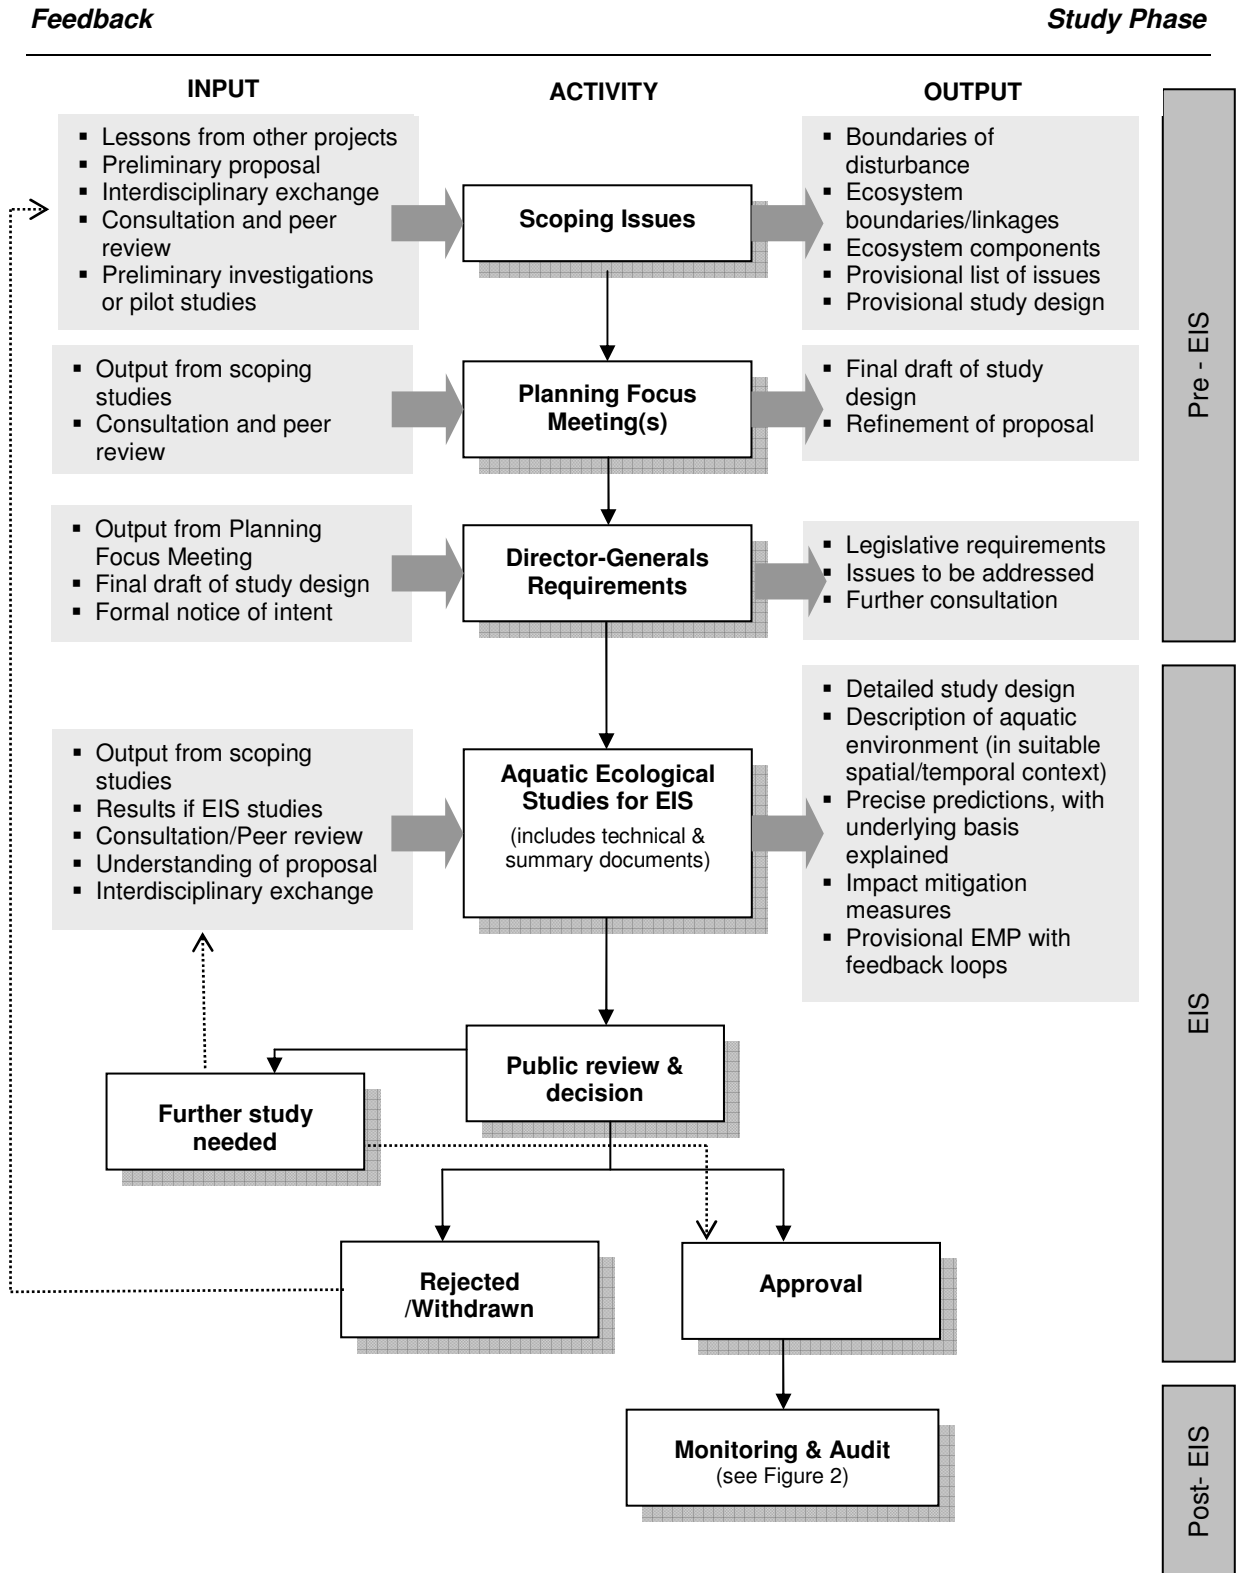 Feedback
Study Phase
INPUT
ACTIVITY
OUTPUT
▪ Lessons from other projects
▪ Preliminary proposal
▪ Interdisciplinary exchange
▪ Consultation and peer
review
▪ Preliminary investigations
or pilot studies
Scoping Issues
▪ Boundaries of
disturbance
▪ Ecosystem
boundaries/linkages
▪ Ecosystem components
▪ Provisional list of issues
▪ Provisional study design
Pre - EIS
▪ Output from scoping
studies
▪ Consultation and peer
review
Planning Focus
Meeting(s)
▪ Final draft of study
design
▪ Refinement of proposal
▪ Output from Planning
Focus Meeting
▪ Final draft of study design
▪ Formal notice of intent
Director-Generals
Requirements
▪ Legislative requirements
▪ Issues to be addressed
▪ Further consultation
▪ Output from scoping
studies
▪ Results if EIS studies
▪ Consultation/Peer review
▪ Understanding of proposal
▪ Interdisciplinary exchange
Aquatic Ecological
Studies for EIS
(includes technical &
summary documents)
▪ Detailed study design
▪ Description of aquatic
environment (in suitable
spatial/temporal context)
▪ Precise predictions, with
underlying basis
explained
▪ Impact mitigation
measures
▪ Provisional EMP with
feedback loops
EIS
Public review &
decision
Further study
needed
Rejected
/Withdrawn
Approval
Monitoring & Audit
(see Figure 2)
Post- EIS